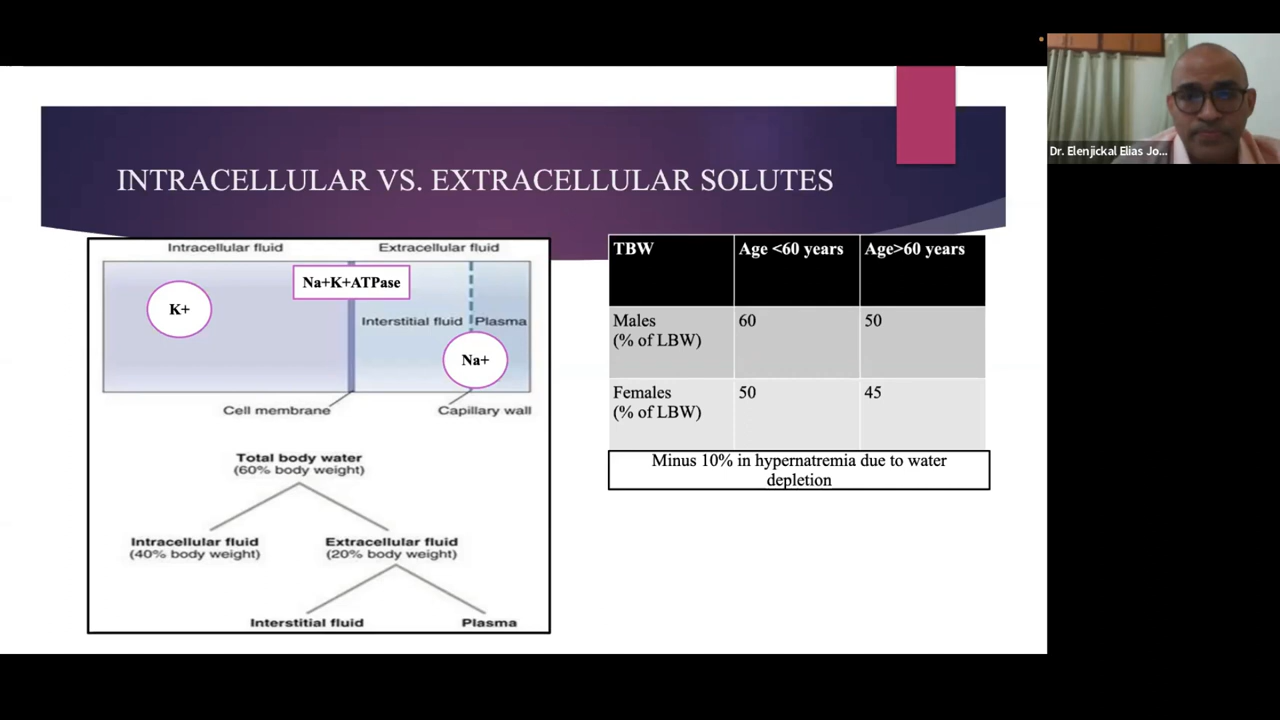 Dr. Elenjickal Elias Jo...
INTRACELLULAR VS. EXTRACELLULAR SOLUTES
Intracellular fluid
Extracellular fluid
Na+K+ATPase
K+
Interstitial fluid
Plasma
Na+
Cell membrane
Capillary wall
Total body water
(60% body weight)
Intracellular fluid
(40% body weight)
Extracellular fluid
(20% body weight)
Interstitial fluid
Plasma
TBW Age <60 years Age>60 years
Males
(% of LBW)
60 50
Females
(% of LBW)
50 45
Minus 10% in hypernatremia due to water
depletion